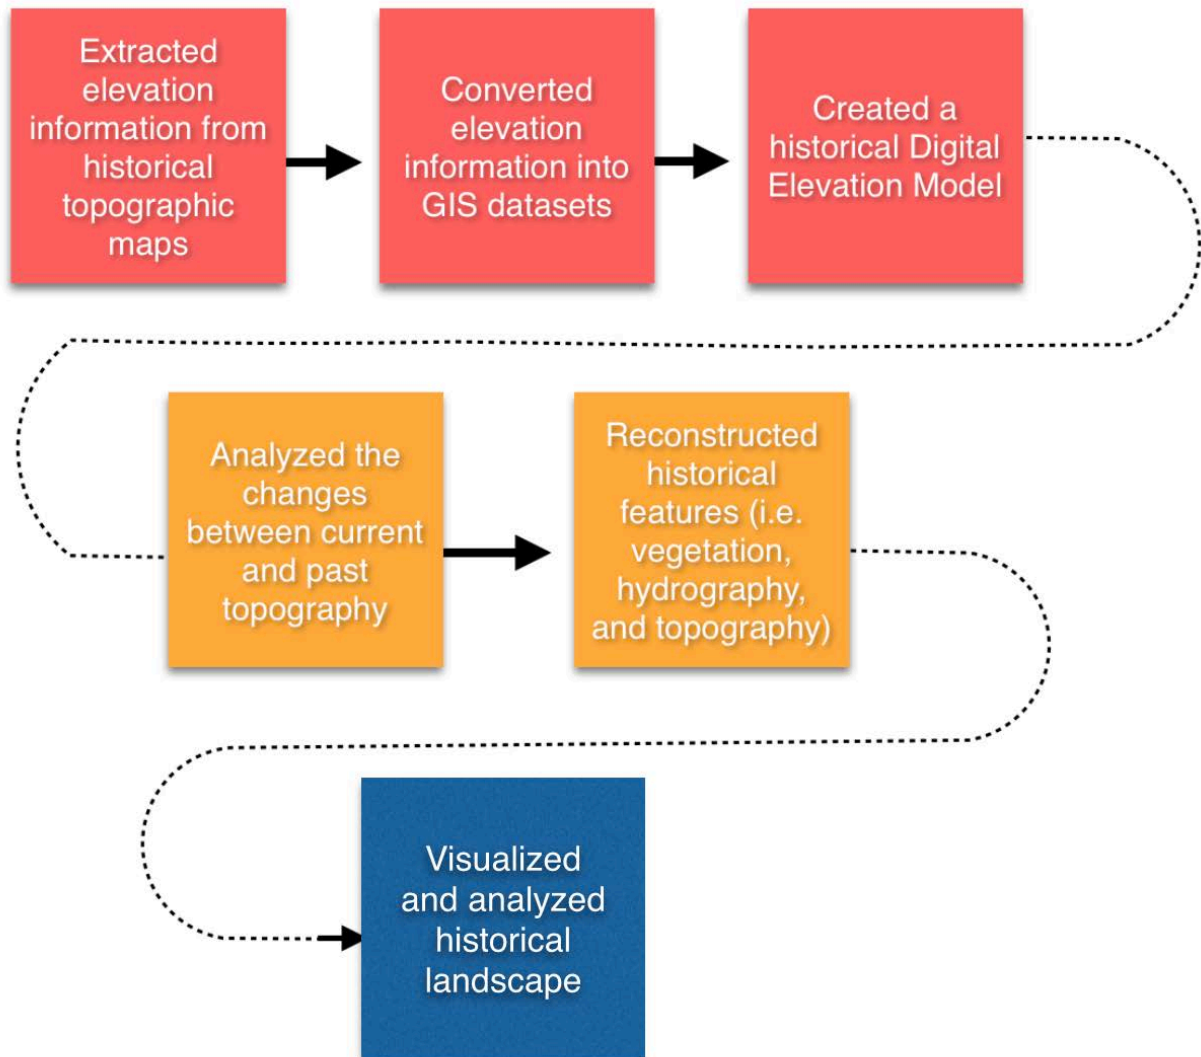 Extracted
elevation
information from
historical
topographic
maps
Converted
elevation
information into
GIS datasets
Created a
historical Digital
Elevation Model
Analyzed the
changes
between current
and past
topography
Reconstructed
historical
features (i.e.
vegetation,
hydrography,
and topography)
Visualized
and analyzed
historical
landscape